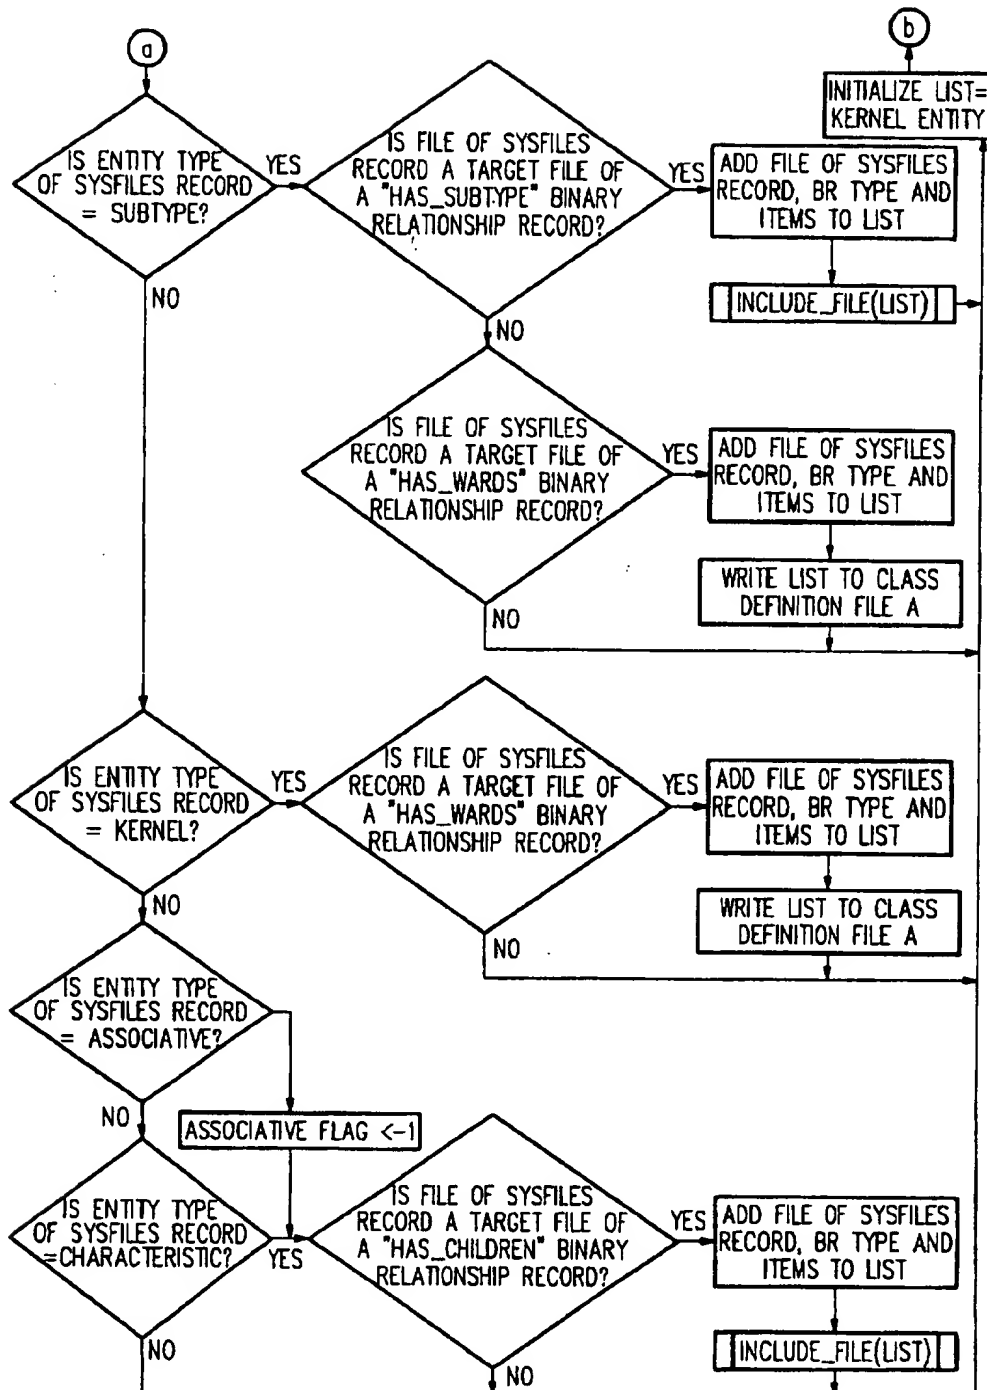 a
b
INITIALIZE LIST=
KERNEL ENTITY
IS ENTITY TYPE
OF SYSFILES RECORD
= SUBTYPE?
YES
IS FILE OF SYSFILES
RECORD A TARGET FILE OF
A "HAS_SUBTYPE" BINARY
RELATIONSHIP RECORD?
YES
ADD FILE OF SYSFILES
RECORD, BR TYPE AND
ITEMS TO LIST
NO
INCLUDE_FILE(LIST)
NO
IS FILE OF SYSFILES
RECORD A TARGET FILE OF
A "HAS_WARDS" BINARY
RELATIONSHIP RECORD?
YES
ADD FILE OF SYSFILES
RECORD, BR TYPE AND
ITEMS TO LIST
WRITE LIST TO CLASS
DEFINITION FILE A
NO
IS ENTITY TYPE
OF SYSFILES RECORD
= KERNEL?
YES
IS FILE OF SYSFILES
RECORD A TARGET FILE OF
A "HAS_WARDS" BINARY
RELATIONSHIP RECORD?
YES
ADD FILE OF SYSFILES
RECORD, BR TYPE AND
ITEMS TO LIST
NO
WRITE LIST TO CLASS
DEFINITION FILE A
NO
IS ENTITY TYPE
OF SYSFILES RECORD
= ASSOCIATIVE?
NO
ASSOCIATIVE FLAG <-1
IS ENTITY TYPE
OF SYSFILES RECORD
=CHARACTERISTIC?
YES
IS FILE OF SYSFILES
RECORD A TARGET FILE OF
A "HAS_CHILDREN" BINARY
RELATIONSHIP RECORD?
YES
ADD FILE OF SYSFILES
RECORD, BR TYPE AND
ITEMS TO LIST
NO
INCLUDE_FILE(LIST)
NO